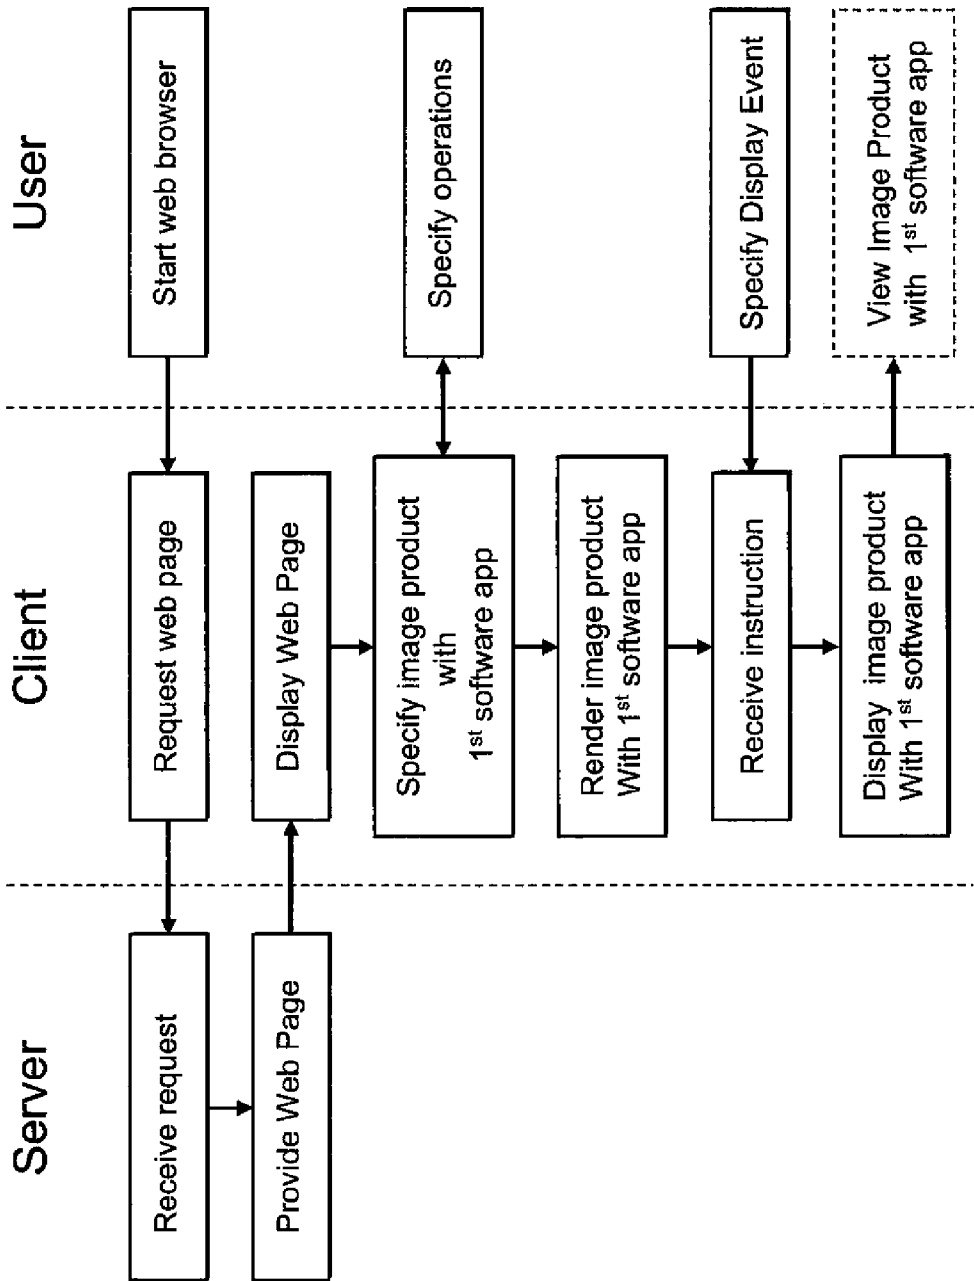 Server
Client
User
Receive request
Request web page
Start web browser
Provide Web Page
Display Web Page
Specify image product
with
1st software app
Specify operations
Render image product
With 1st software app
Receive instruction
Specify Display Event
Display image product
With 1st software app
View Image Product
with 1st software app